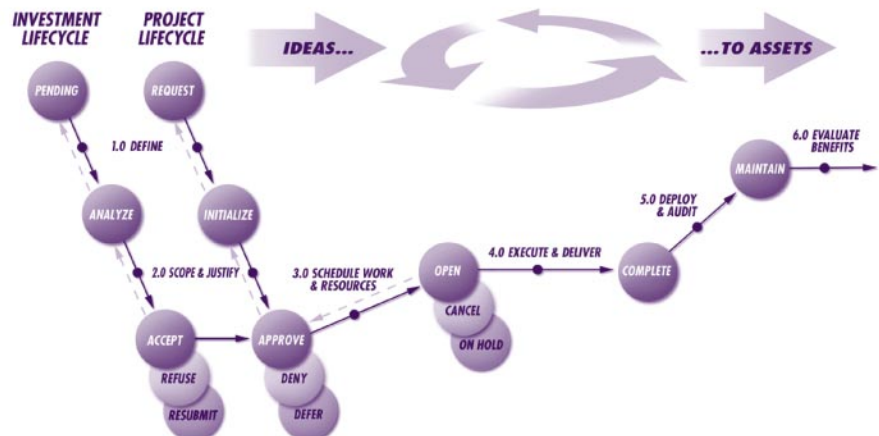 INVESTMENT
LIFECYCLE
PROJECT
LIFECYCLE
IDEAS...
...TO ASSETS
PENDING
REQUEST
1.0 DEFINE
6.0 EVALUATE
BENEFITS
MAINTAIN
ANALYZE
INITIALIZE
5.0 DEPLOY
& AUDIT
2.0 SCOPE & JUSTIFY
3.0 SCHEDULE WORK
& RESOURCES
OPEN
4.0 EXECUTE & DELIVER
COMPLETE
CANCEL
ON HOLD
ACCEPT
APPROVE
REFUSE
DENY
RESUBMIT
DEFER